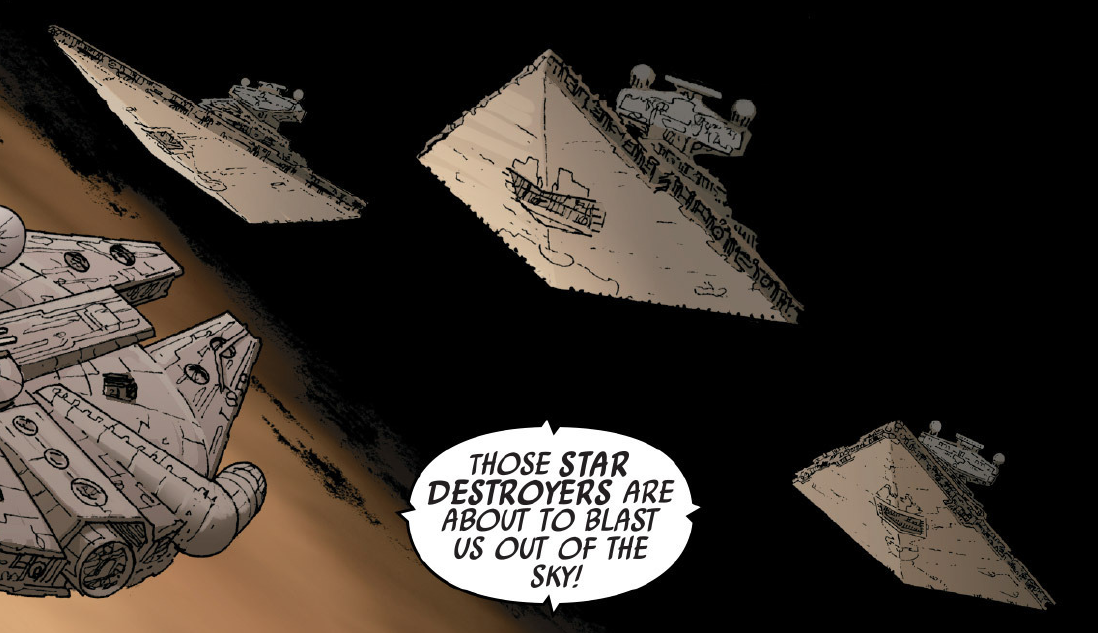 THOSE STAR
DESTROYERS ARE
ABOUT TO BLAST
US OUT OF THE
SKY!